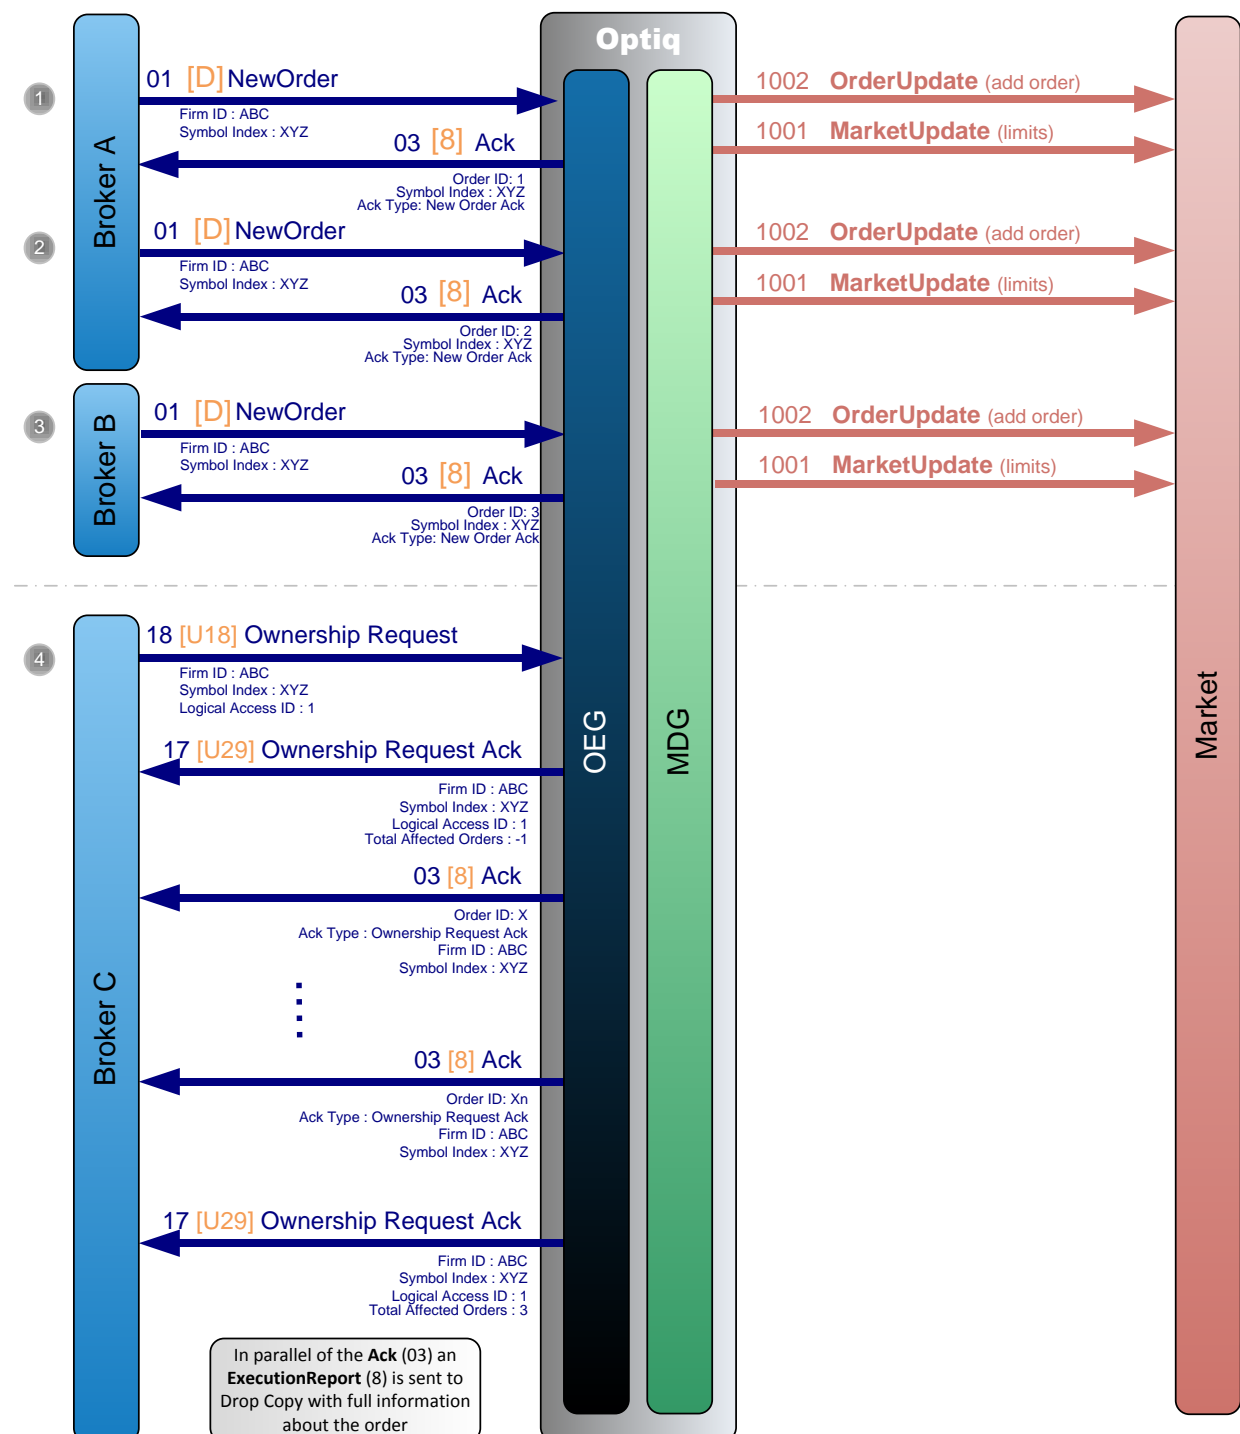 Optiq
1
01 [D] NewOrder
Firm ID : ABC
Symbol Index : XYZ
1002 OrderUpdate (add order)
03 [8] Ack
Order ID: 1
Symbol Index : XYZ
Ack Type: New Order Ack
1001 MarketUpdate (limits)
Broker A
2
01 [D] NewOrder
Firm ID : ABC
Symbol Index : XYZ
1002 OrderUpdate (add order)
03 [8] Ack
Order ID: 2
Symbol Index : XYZ
Ack Type: New Order Ack
1001 MarketUpdate (limits)
3
Broker B
01 [D] NewOrder
Firm ID : ABC
Symbol Index : XYZ
1002 OrderUpdate (add order)
03 [8] Ack
Order ID: 3
Symbol Index : XYZ
Ack Type: New Order Ack
1001 MarketUpdate (limits)
4
18 [U18] Ownership Request
Firm ID : ABC
Symbol Index : XYZ
Logical Access ID : 1
OEG
MDG
Market
17 [U29] Ownership Request Ack
Firm ID : ABC
Symbol Index : XYZ
Logical Access ID : 1
Total Affected Orders : -1
03 [8] Ack
Order ID: X
Ack Type : Ownership Request Ack
Firm ID : ABC
Symbol Index : XYZ
Broker C
03 [8] Ack
Order ID: Xn
Ack Type : Ownership Request Ack
Firm ID : ABC
Symbol Index : XYZ
17 [U29] Ownership Request Ack
Firm ID : ABC
Symbol Index : XYZ
Logical Access ID : 1
Total Affected Orders : 3
In parallel of the Ack (03) an
ExecutionReport (8) is sent to
Drop Copy with full information
about the order